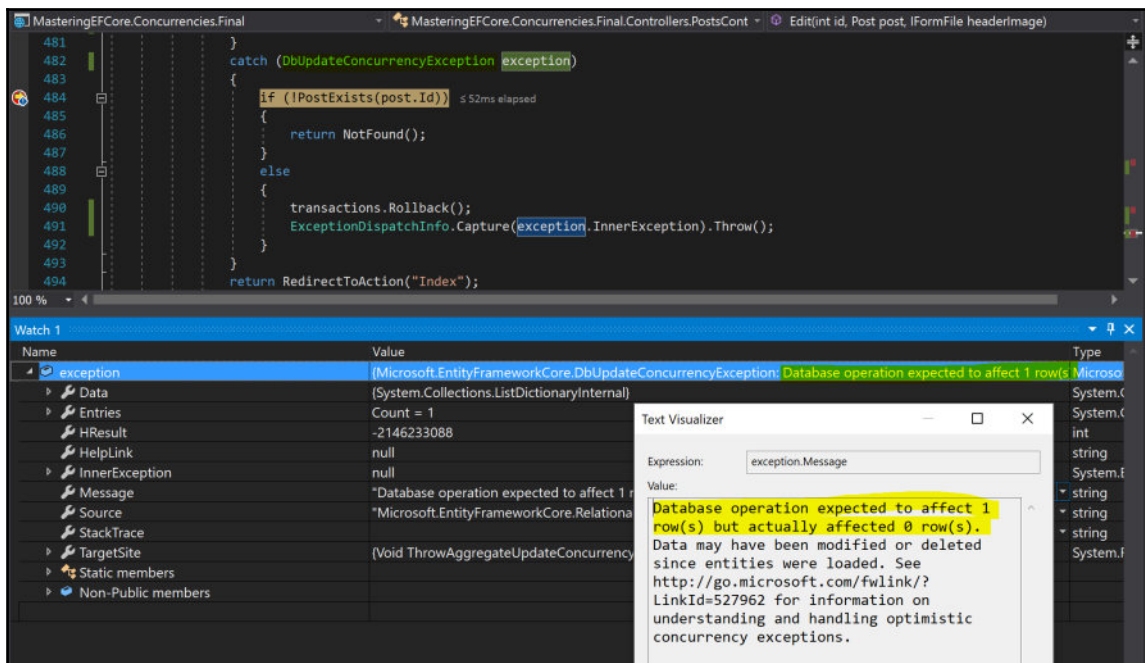 MasteringEFCore.Concurrencies.Final MasteringEFCore.Concurrencies.Final.Controllers.PostsCont Edit(int id, Post post, IFormFile headerImage)
481 }
482 catch (DbUpdateConcurrencyException exception)
483 {
484 if (!PostExists(post.Id)) ≤ 52ms elapsed
485 {
486 return NotFound();
487 }
488 else
489 {
490 transactions.Rollback();
491 ExceptionDispatchInfo.Capture(exception.InnerException).Throw();
492 }
493 }
494 return RedirectToAction("Index");
100 %
Watch 1
Name Value Type
exception {Microsoft.EntityFrameworkCore.DbUpdateConcurrencyException: Database operation expected to affect 1 row(s Microso
Data {System.Collections.ListDictionaryInternal} System.C
Entries Count = 1 System.C
HResult -2146233088 int
HelpLink null string
InnerException null System.E
Message "Database operation expected to affect 1 r string
Source "Microsoft.EntityFrameworkCore.Relationa string
StackTrace string
TargetSite {Void ThrowAggregateUpdateConcurrency System.F
Static members
Non-Public members
Text Visualizer
Expression: exception.Message
Value:
Database operation expected to affect 1
row(s) but actually affected 0 row(s).
Data may have been modified or deleted
since entities were loaded. See
http://go.microsoft.com/fwlink/?
LinkId=527962 for information on
understanding and handling optimistic
concurrency exceptions.